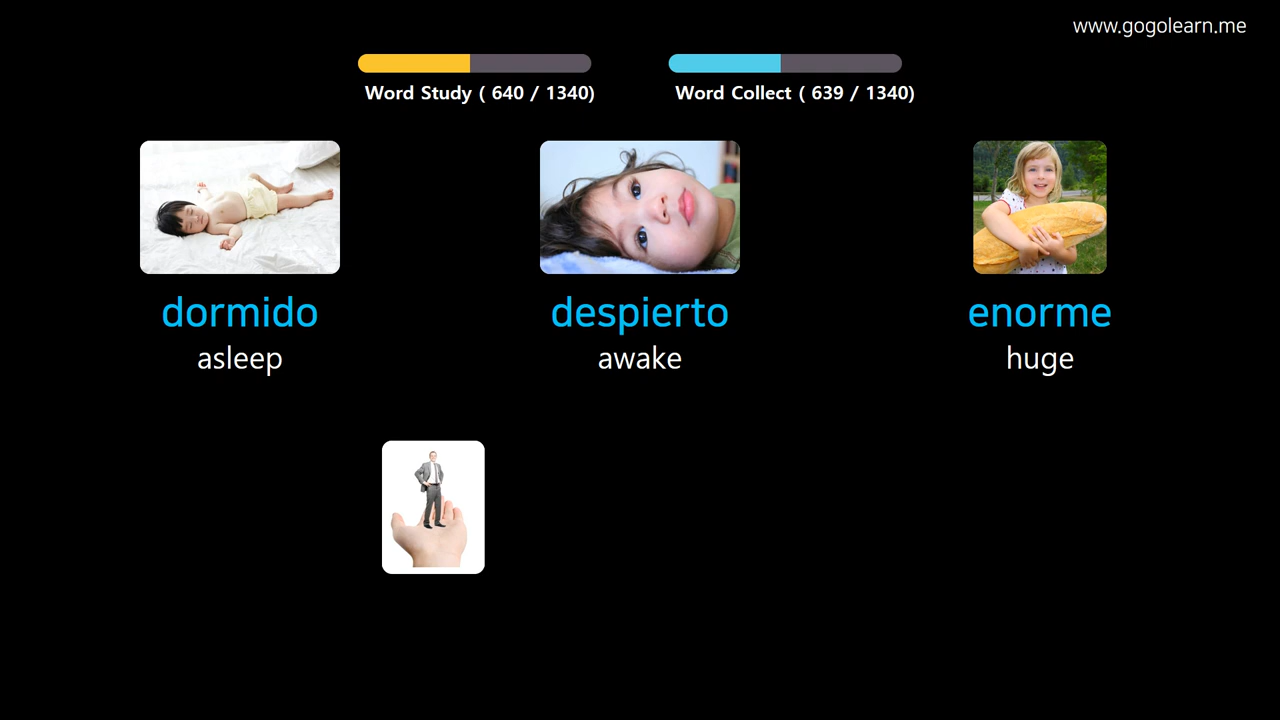 www.gogolearn.me
Word Study ( 640 / 1340)
Word Collect ( 639 / 1340)
dormido
despierto
enorme
asleep
awake
huge